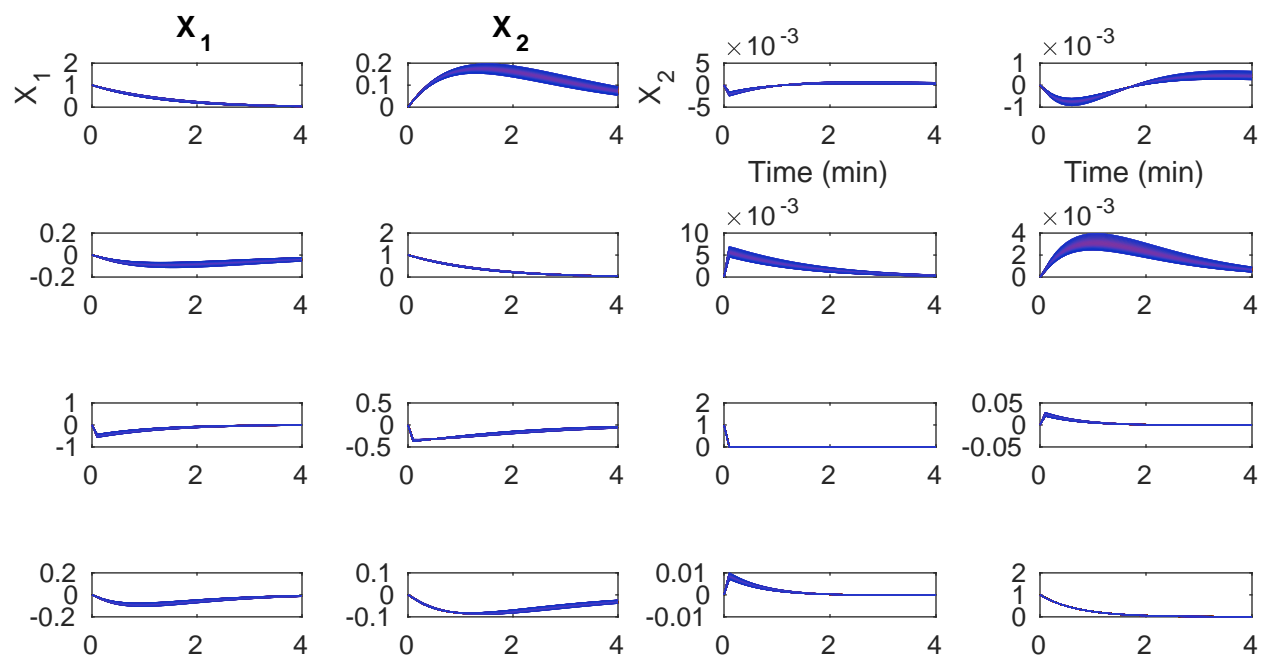 X1 X2
×10-3 ×10-3
2 0.2 5 1
X1 1 0.1 X2 0 0
0 0 -5 -1
0 2 4 0 2 4 0 2 4 0 2 4
Time (min) Time (min)
×10-3 ×10-3
0.2 2 10 4
0 1 5 2
-0.2 0 0 0
0 2 4 0 2 4 0 2 4 0 2 4
1 0.5 2 0.05
0 0 1 0
-1 -0.5 0 -0.05
0 2 4 0 2 4 0 2 4 0 2 4
0.2 0.1 0.01 2
0 0 0 1
-0.2 -0.1 -0.01 0
0 2 4 0 2 4 0 2 4 0 2 4